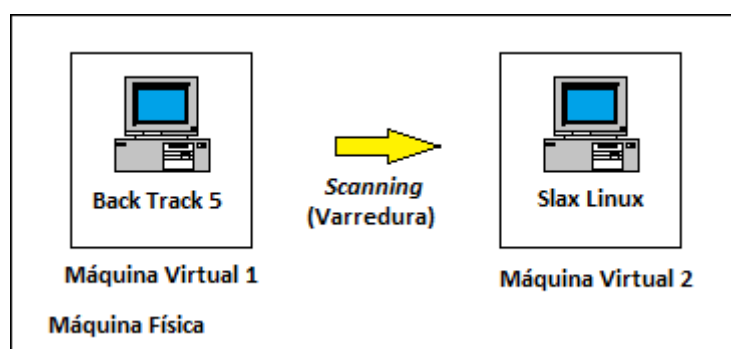 Back Track 5
Scanning
(Varredura)
Slax Linux
Máquina Virtual 1
Máquina Virtual 2
Máquina Física